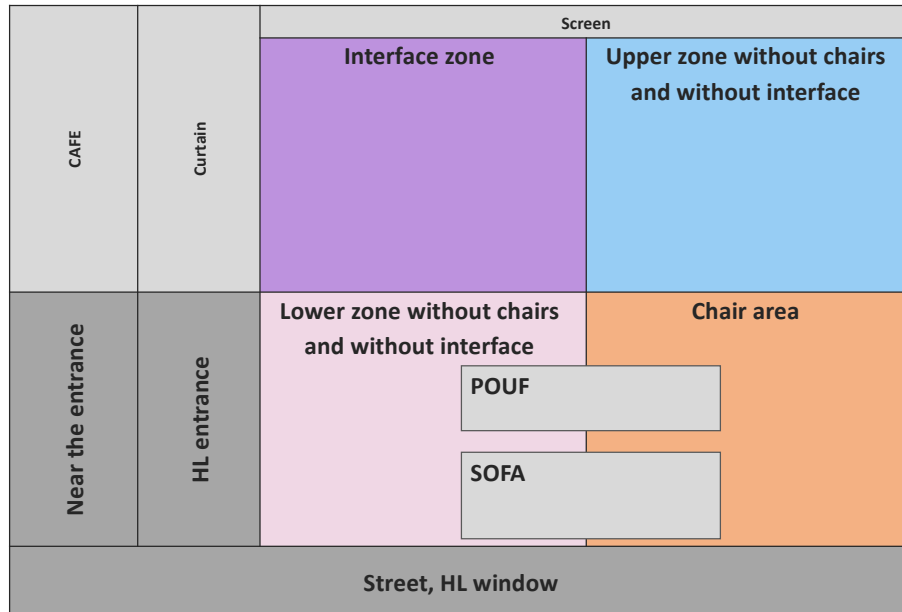 Screen
CAFE
Curtain
Interface zone
Upper zone without chairs
and without interface
Near the entrance
HL entrance
Lower zone without chairs
and without interface
Chair area
POUF
SOFA
Street, HL window